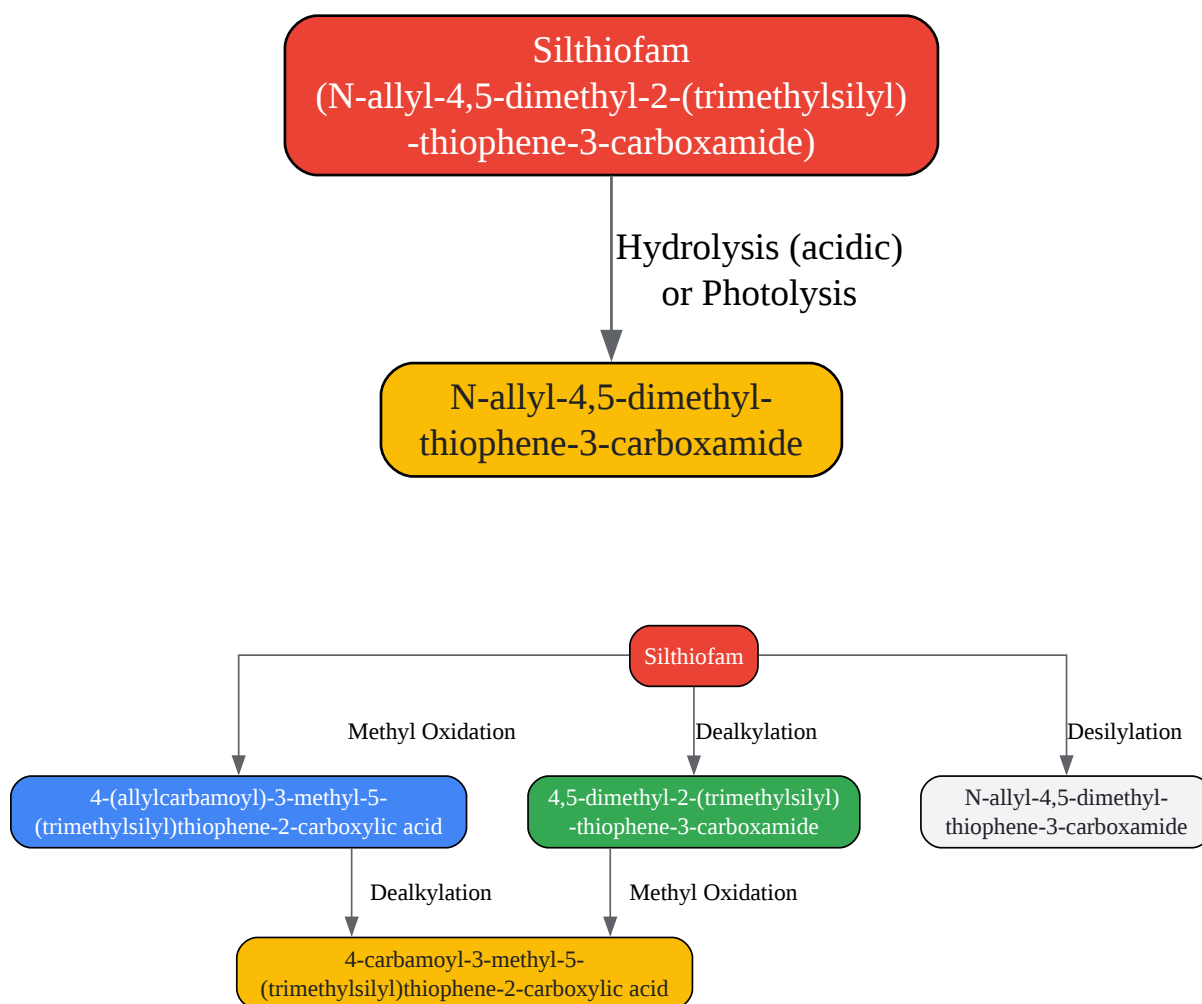 Silthiofam
(N-allyl-4,5-dimethyl-2-(trimethylsilyl)
-thiophene-3-carboxamide)
Hydrolysis (acidic)
or Photolysis
N-allyl-4,5-dimethyl-
thiophene-3-carboxamide
Silthiofam
Methyl Oxidation
Dealkylation
Desilylation
4-(allylcarbamoyl)-3-methyl-5-
(trimethylsilyl)thiophene-2-carboxylic acid
4,5-dimethyl-2-(trimethylsilyl)
-thiophene-3-carboxamide
N-allyl-4,5-dimethyl-
thiophene-3-carboxamide
Dealkylation
Methyl Oxidation
4-carbamoyl-3-methyl-5-
(trimethylsilyl)thiophene-2-carboxylic acid